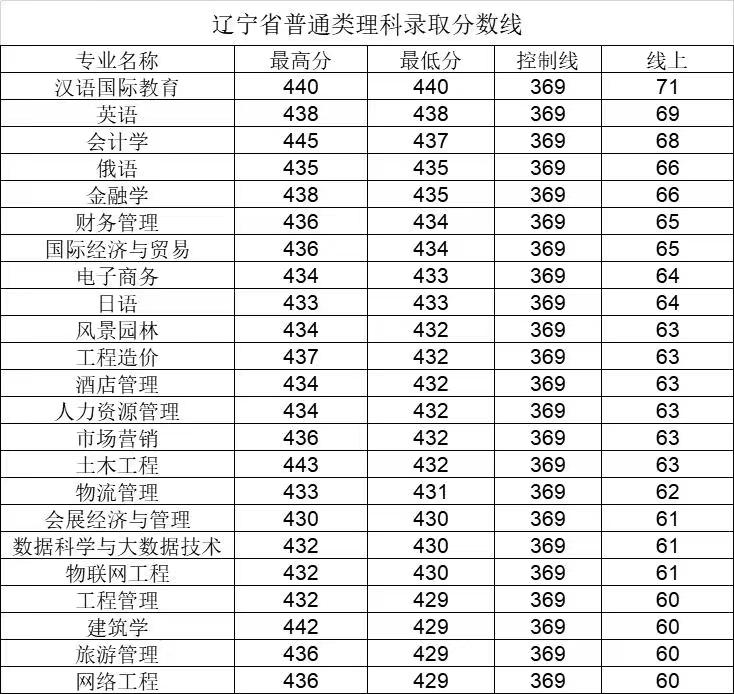 辽宁省普通类理科录取分数线
专业名称 最高分 最低分 控制线 线上
汉语国际教育 440 440 369 71
英语 438 438 369 69
会计学 445 437 369 68
俄语 435 435 369 66
金融学 438 435 369 66
财务管理 436 434 369 65
国际经济与贸易 436 434 369 65
电子商务 434 433 369 64
日语 433 433 369 64
风景园林 434 432 369 63
工程造价 437 432 369 63
酒店管理 434 432 369 63
人力资源管理 434 432 369 63
市场营销 436 432 369 63
土木工程 443 432 369 63
物流管理 433 431 369 62
会展经济与管理 430 430 369 61
数据科学与大数据技术 432 430 369 61
物联网工程 432 430 369 61
工程管理 432 429 369 60
建筑学 442 429 369 60
旅游管理 436 429 369 60
网络工程 436 429 369 60